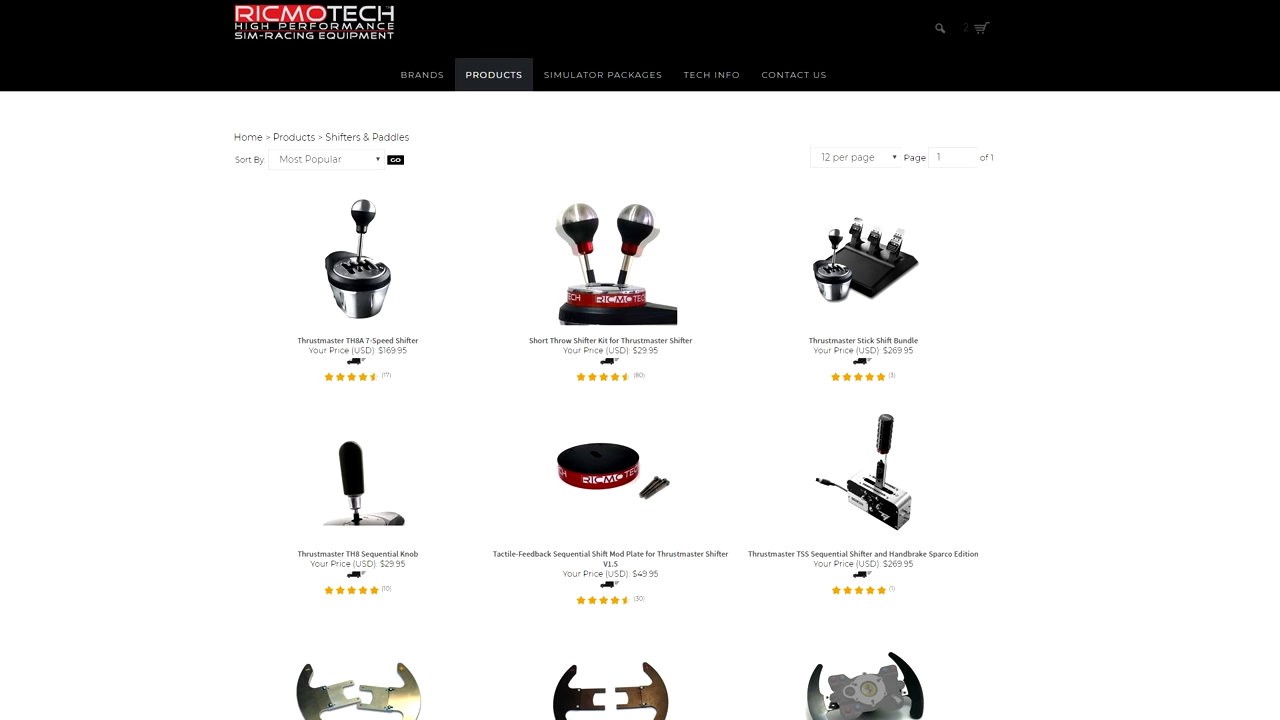 RICMOTECH
HIGH PERFORMANCE
SIM-RACING EQUIPMENT
2
BRANDS
PRODUCTS
SIMULATOR PACKAGES
TECH INFO
CONTACT US
Home > Products > Shifters & Paddles
Sort By Most Popular GO
12 per page Page 1 of 1
ECH RICMOTEC
Thrustmaster TH8A 7-Speed Shifter
Your Price (USD): $169.95
(17)
Short Throw Shifter Kit for Thrustmaster Shifter
Your Price (USD): $29.95
(80)
Thrustmaster Stick Shift Bundle
Your Price (USD): $269.95
(3)
CH RICMOTEC
Thrustmaster TH8 Sequential Knob
Your Price (USD): $29.95
(10)
Tactile-Feedback Sequential Shift Mod Plate for Thrustmaster Shifter
V1.5
Your Price (USD): $49.95
(30)
Thrustmaster TSS Sequential Shifter and Handbrake Sparco Edition
Your Price (USD): $269.95
(1)